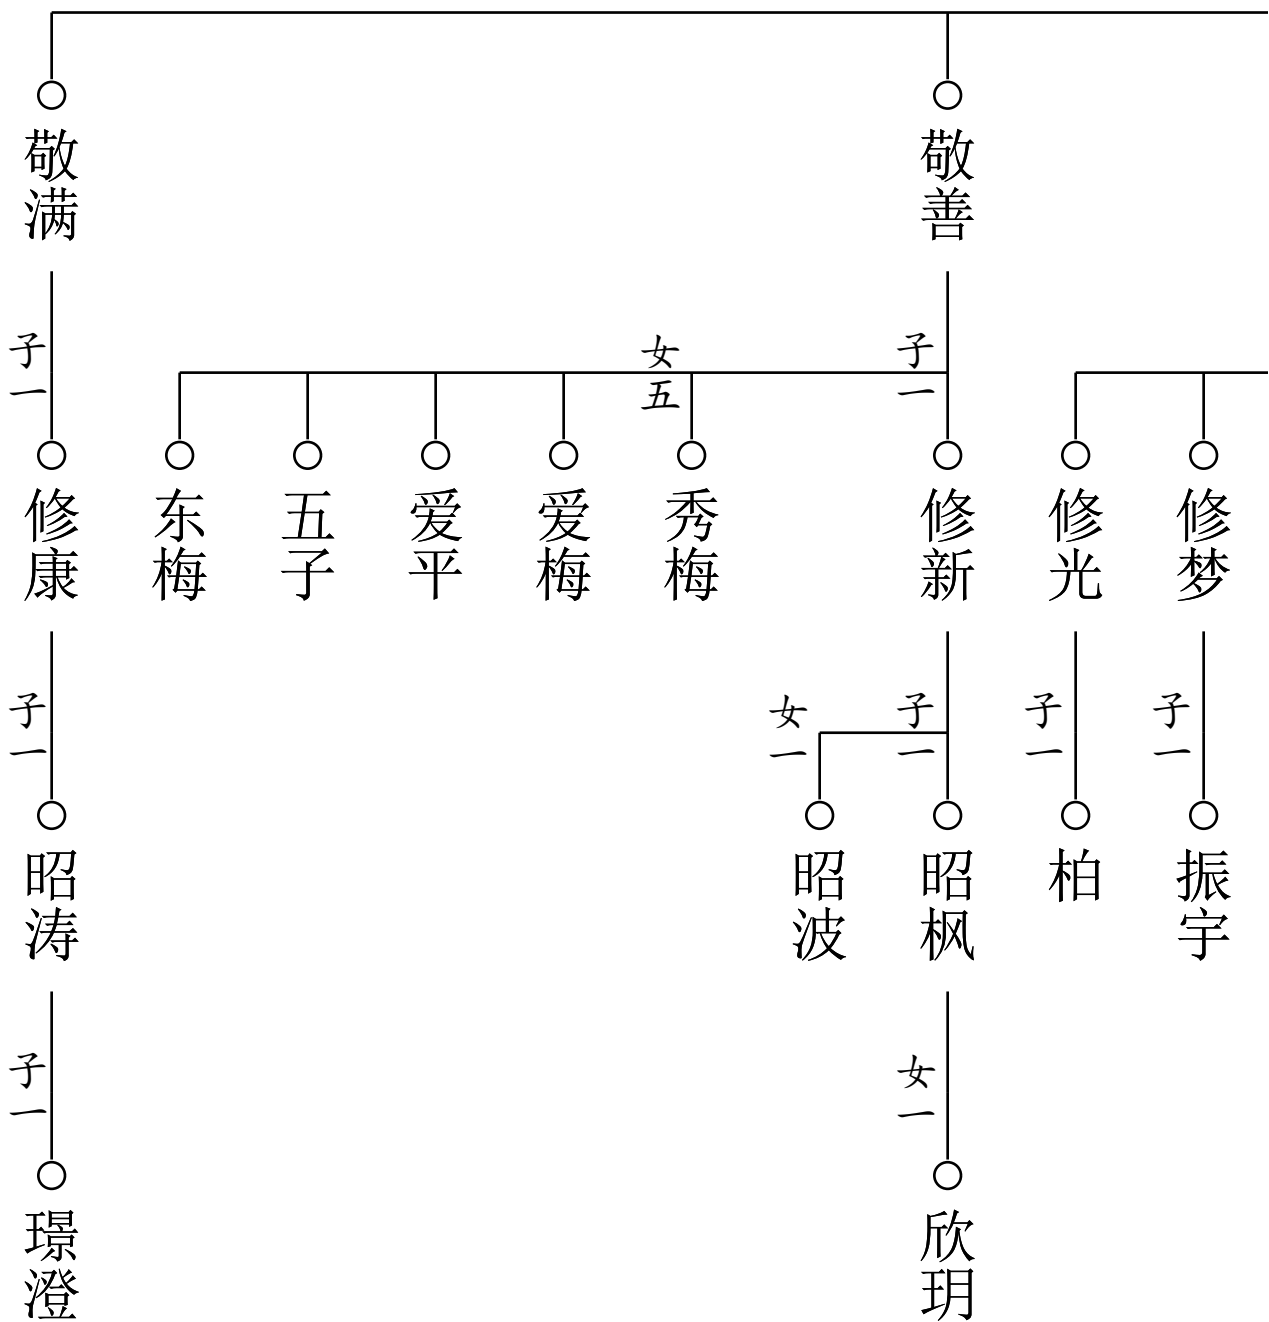 敬满
敬善
子一
女五
子一
修康
东梅
五子
爱平
爱梅
秀梅
修新
修光
修梦
子一
女一
子一
子一
子一
昭涛
昭波
昭枫
柏
振宇
子一
女一
璟澄
欣玥